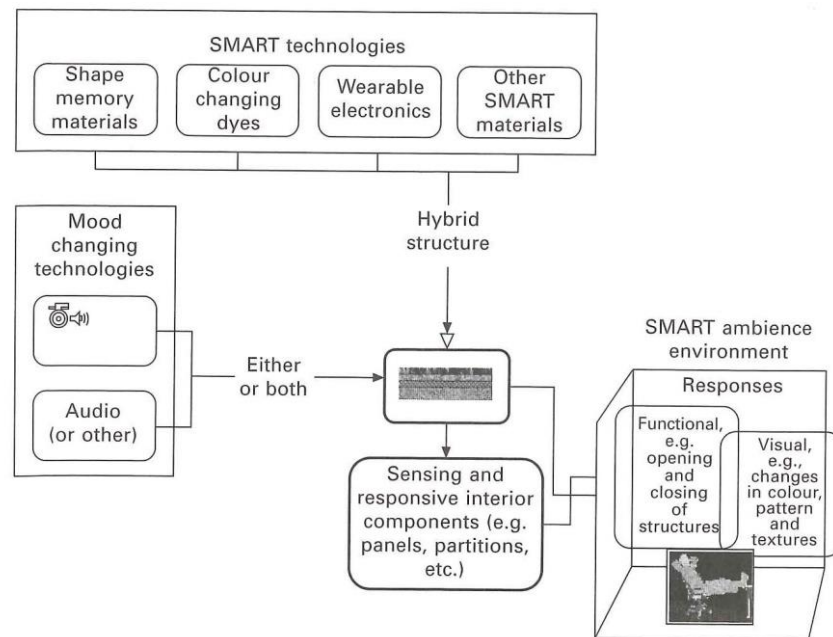 SMART technologies
Shape
memory
materials
Colour
changing
dyes
Wearable
electronics
Other
SMART
materials
Hybrid
structure
Mood
changing
technologies
Audio
(or other)
Either
or both
Sensing and
responsive interior
components (e.g.
panels, partitions,
etc.)
SMART ambience
environment
Responses
Functional,
e.g.
opening
and
closing
of
structures
Visual,
e.g.,
changes
in colour,
pattern
and
textures